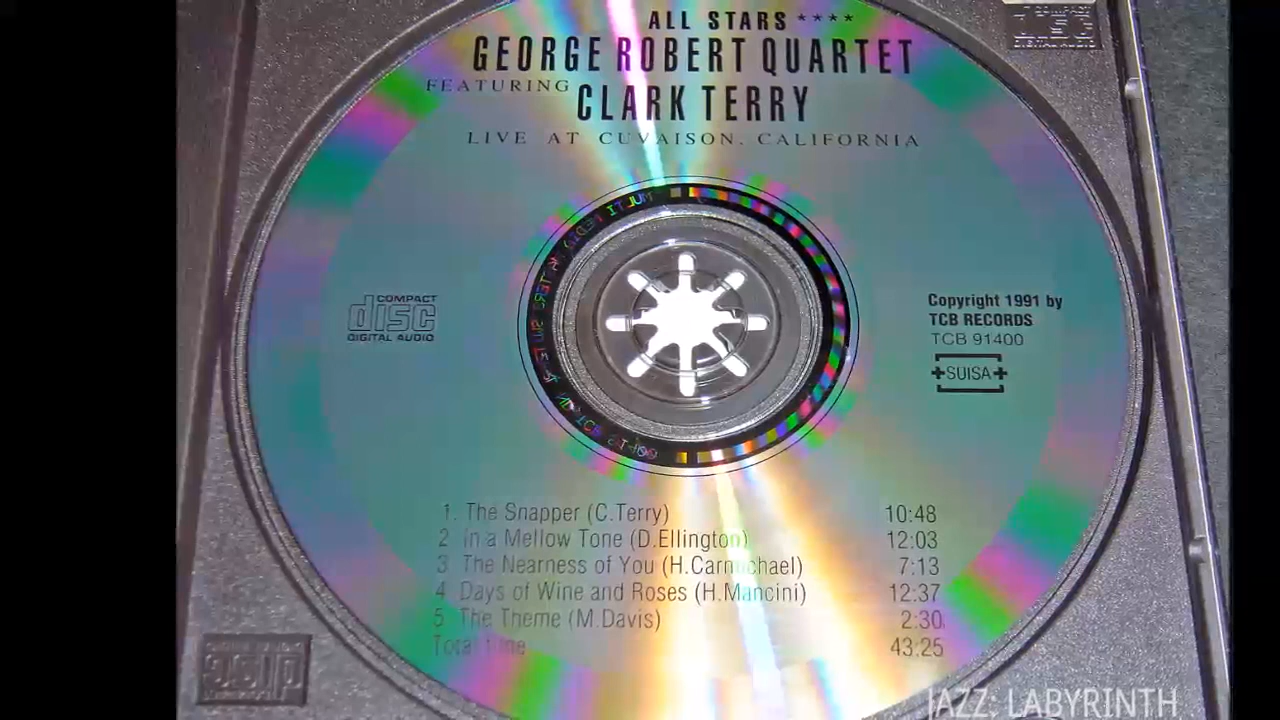 ALL STARS ****
GEORGE ROBERT QUARTET
FEATURING CLARK TERRY
LIVE AT CUVAISON, CALIFORNIA
COMPACT
disc
DIGITAL AUDIO
Copyright 1991 by
TCB RECORDS
TCB 91400
+SUISA+
1. The Snapper (C.Terry) 10:48
2 In a Mellow Tone (D.Ellington) 12:03
3 The Nearness of You (H.Carmichael) 7:13
4 Days of Wine and Roses (H.Mancini) 12:37
5 The Theme (M.Davis) 2:30
Total time 43:25
JAZZ: LABYRINTH